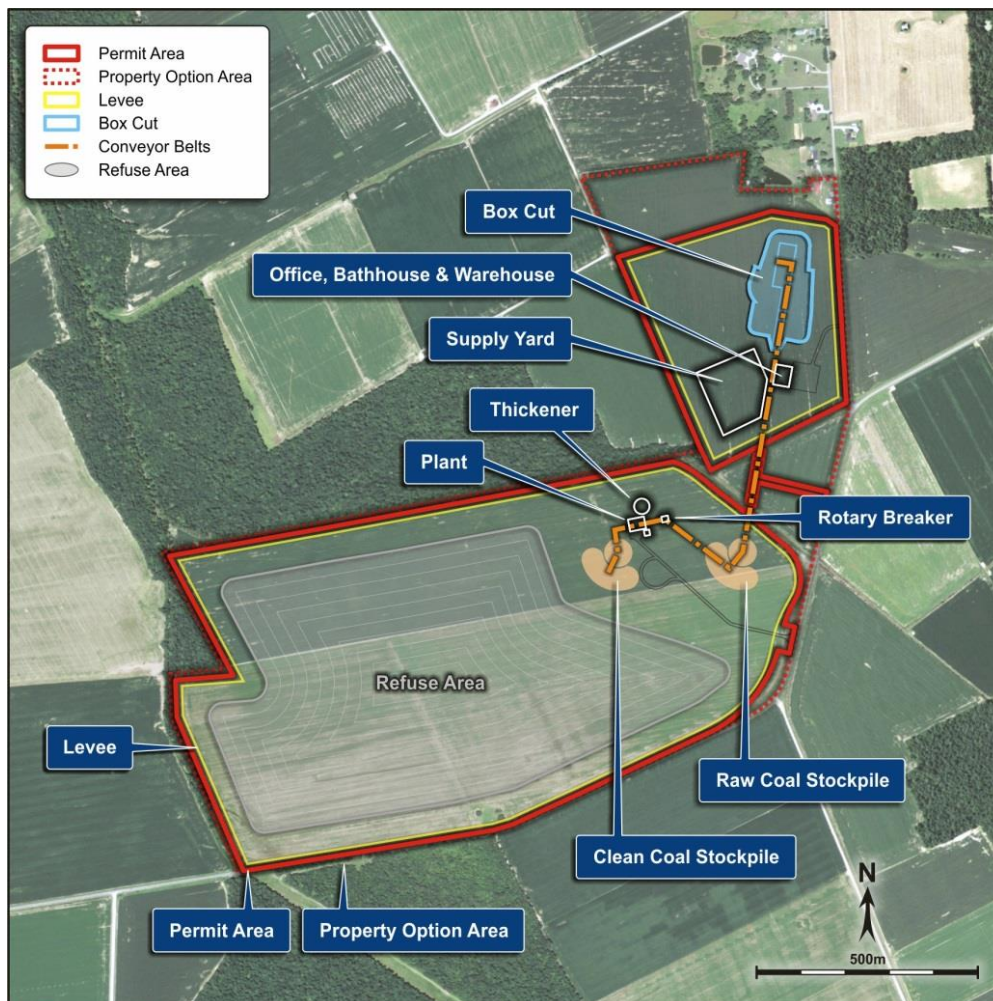 Permit Area
Property Option Area
Levee
Box Cut
Conveyor Belts
Refuse Area
Box Cut
Office, Bathhouse & Warehouse
Supply Yard
Thickener
Plant
Rotary Breaker
Refuse Area
Levee
Raw Coal Stockpile
Clean Coal Stockpile
Permit Area
Property Option Area
N
500m